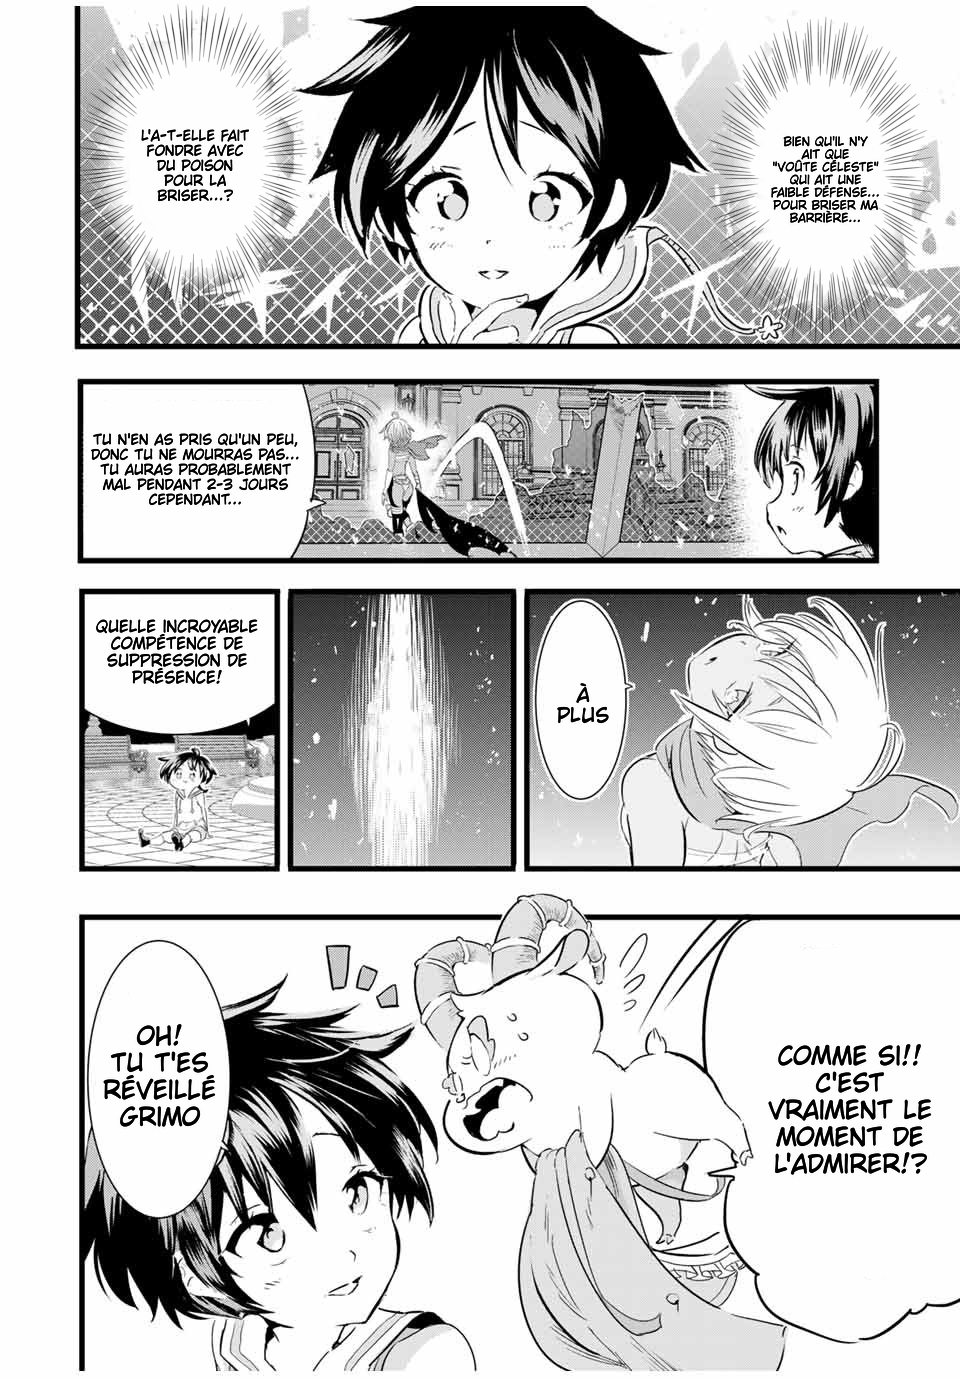 BIEN QU'IL N'Y
AIT QUE
"VOÛTE CÉLESTE"
QUI AIT UNE
FAIBLE DÉFENSE...
POUR BRISER MA
BARRIÈRE...
L'A-T-ELLE FAIT
FONDRE AVEC
DU POISON
POUR LA
BRISER...?
TU N'EN AS PRIS QU'UN PEU,
DONC TU NE MOURRAS PAS...
TU AURAS PROBABLEMENT
MAL PENDANT 2-3 JOURS
CEPENDANT...
À
PLUS
QUELLE INCROYABLE
COMPÉTENCE DE
SUPPRESSION DE
PRÉSENCE!
COMME SI!!
C'EST
VRAIMENT LE
MOMENT DE
L'ADMIRER!?
OH!
TU T'ES
RÉVEILLÉ
GRIMO